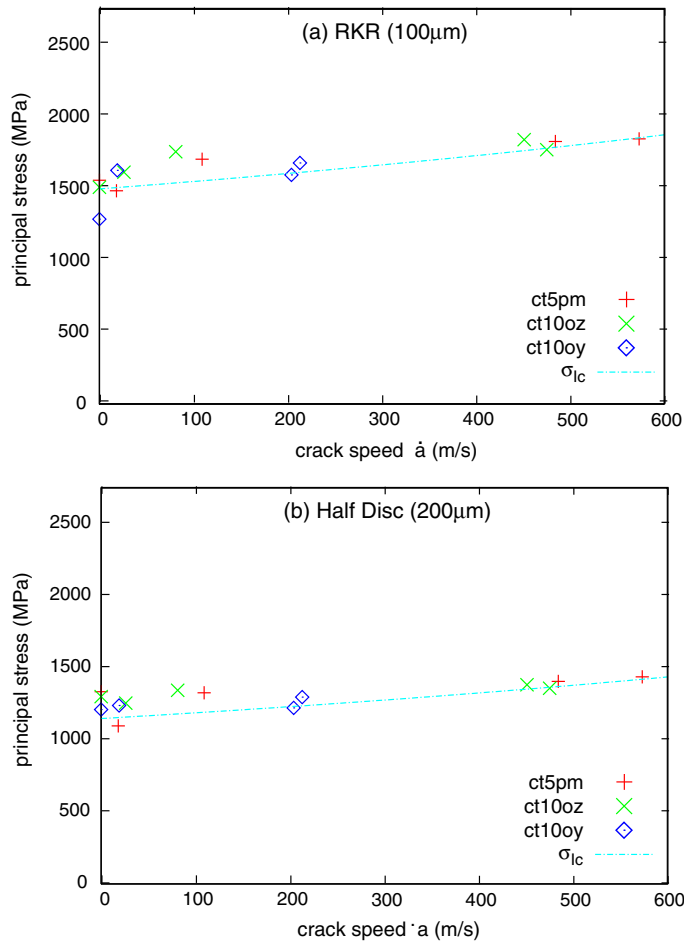 (a) RKR (100μm)
principal stress (MPa)
2500
2000
1500
1000
500
0
ct5pm
ct10oz
ct10oy
σIc
0 100 200 300 400 500 600
crack speed ȧ (m/s)
(b) Half Disc (200μm)
principal stress (MPa)
2500
2000
1500
1000
500
0
ct5pm
ct10oz
ct10oy
σIc
0 100 200 300 400 500 600
crack speed ˙a (m/s)